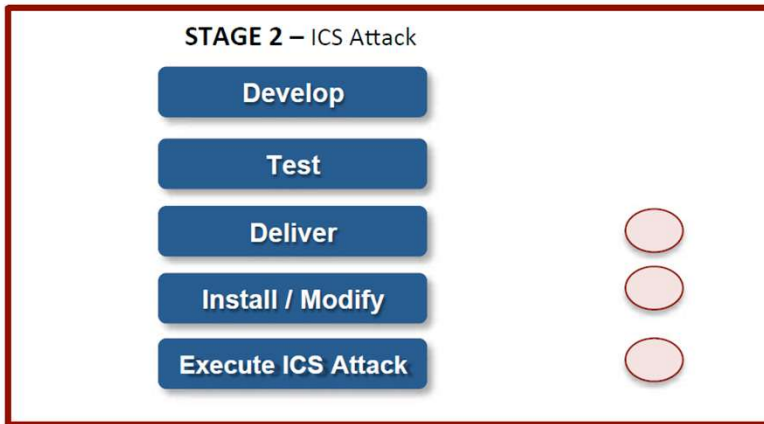 STAGE 2 – ICS Attack
Develop
Test
Deliver
Install / Modify
Execute ICS Attack